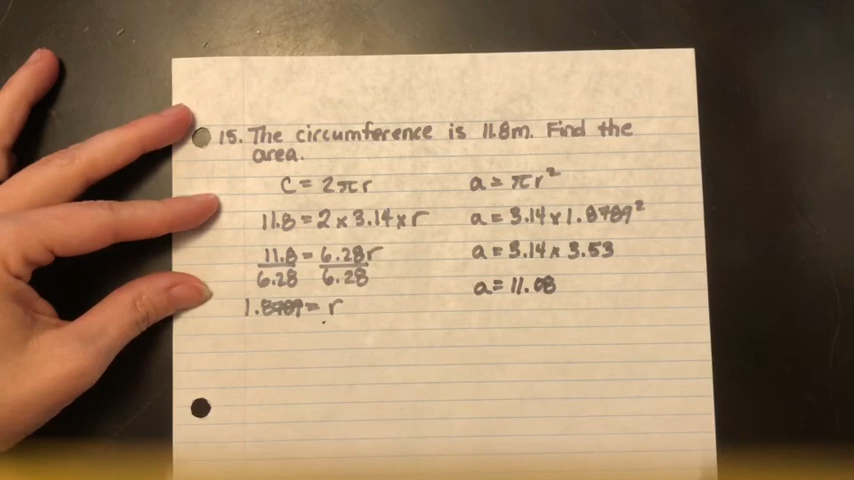 15. The circumference is 11.8m. Find the
area.
C = 2πr
11.8 = 2 x 3.14 x r
11.8 = 6.28r
6.28 6.28
1.8789 = r
a = πr²
a = 3.14 x 1.8789²
a = 3.14 x 3.53
a = 11.08